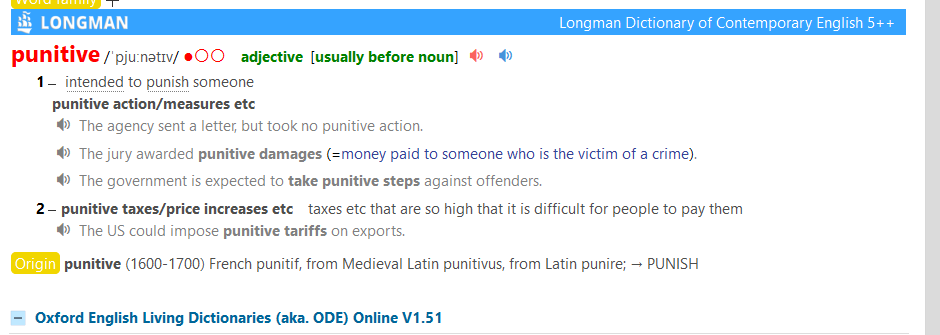 Word family
LONGMAN Longman Dictionary of Contemporary English 5++
punitive /ˈpjuːnətɪv/ ●○○ adjective [usually before noun]
1 – intended to punish someone
punitive action/measures etc
The agency sent a letter, but took no punitive action.
The jury awarded punitive damages (=money paid to someone who is the victim of a crime).
The government is expected to take punitive steps against offenders.
2 – punitive taxes/price increases etc taxes etc that are so high that it is difficult for people to pay them
The US could impose punitive tariffs on exports.
Origin punitive (1600-1700) French punitif, from Medieval Latin punitivus, from Latin punire; → PUNISH
Oxford English Living Dictionaries (aka. ODE) Online V1.51